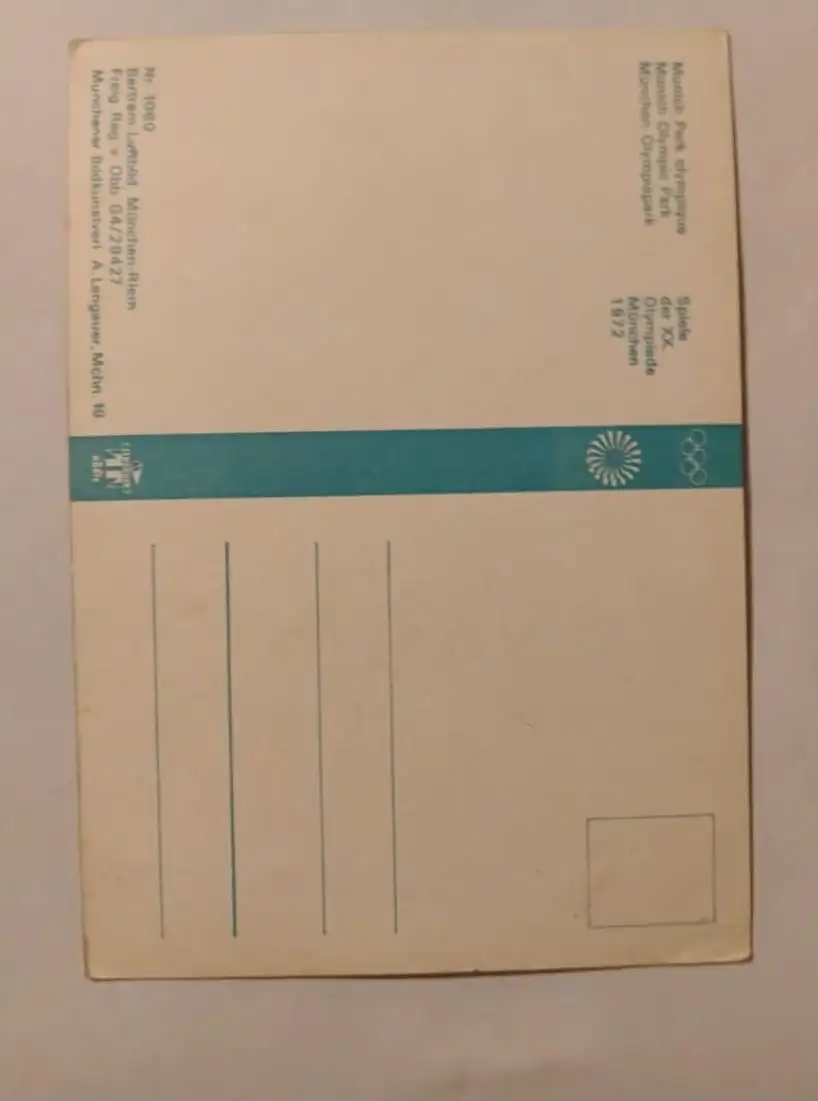 Munich Park olympique
Munich Olympic Park
München Olympiapark
Spiele
der XX.
Olympiade
München
1972
Nr. 1060
Bertram Luftbild, München-Riem
Freig. Reg. v. Obb. G4/29427
Münchener Bildkunstverl. A. Lengauer, Mchn. 19